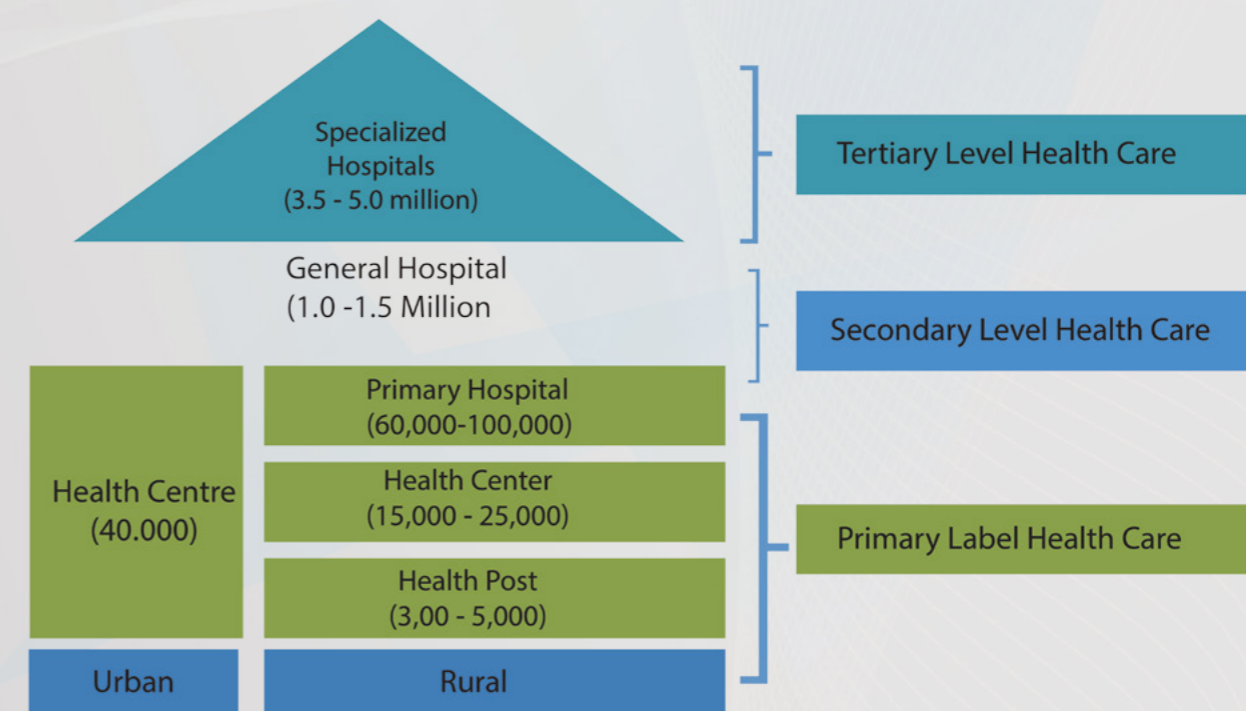 Specialized
Hospitals
(3.5 - 5.0 million)
Tertiary Level Health Care
General Hospital
(1.0 -1.5 Million
Secondary Level Health Care
Health Centre
(40.000)
Primary Hospital
(60,000-100,000)
Health Center
(15,000 - 25,000)
Health Post
(3,00 - 5,000)
Primary Label Health Care
Urban
Rural